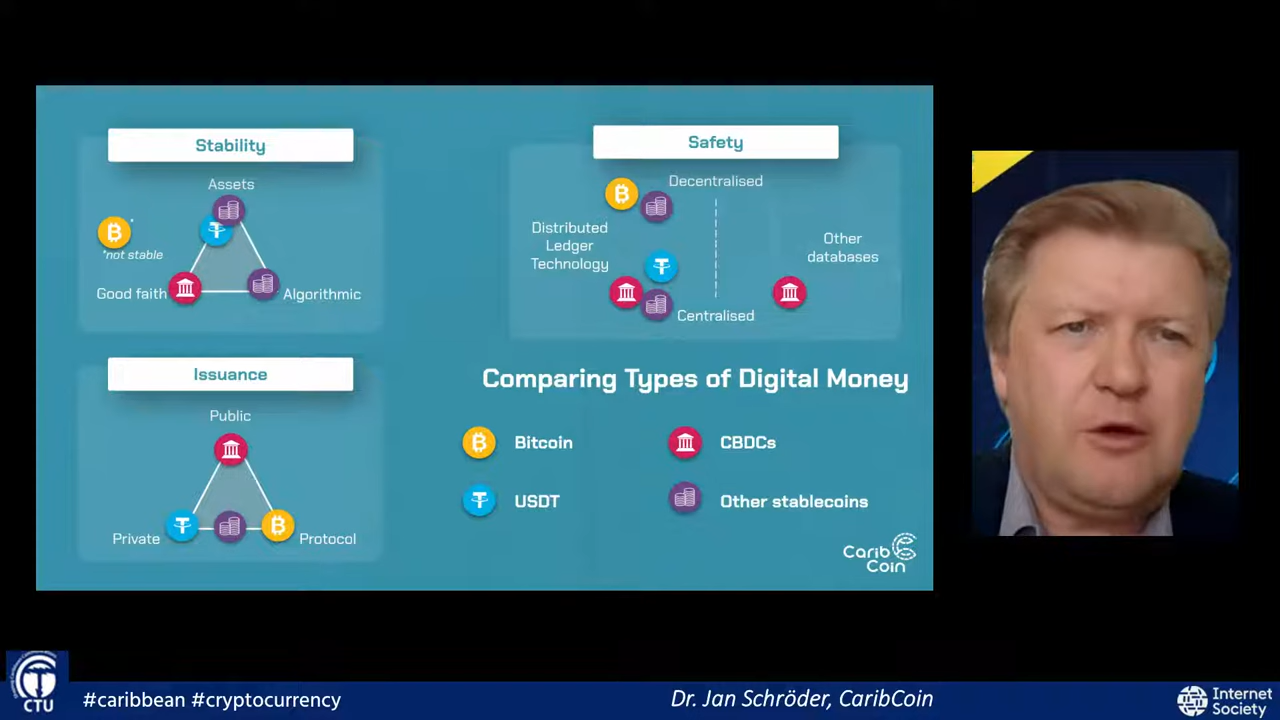 Stability
Assets
*
*not stable
Good faith
Algorithmic
Issuance
Public
Private
Protocol
Safety
Decentralised
Distributed
Ledger
Technology
Other
databases
Centralised
Comparing Types of Digital Money
Bitcoin
CBDCs
USDT
Other stablecoins
Carib
Coin
CTU
#caribbean #cryptocurrency
Dr. Jan Schröder, CaribCoin
Internet
Society